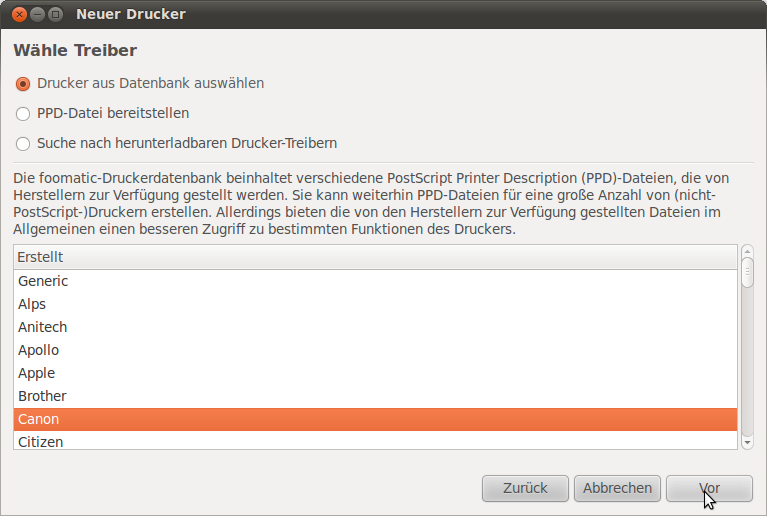 Neuer Drucker
Wähle Treiber
Drucker aus Datenbank auswählen
PPD-Datei bereitstellen
Suche nach herunterladbaren Drucker-Treibern
Die foomatic-Druckerdatenbank beinhaltet verschiedene PostScript Printer Description (PPD)-Dateien, die von
Herstellern zur Verfügung gestellt werden. Sie kann weiterhin PPD-Dateien für eine große Anzahl von (nicht-
PostScript-)Druckern erstellen. Allerdings bieten die von den Herstellern zur Verfügung gestellten Dateien im
Allgemeinen einen besseren Zugriff zu bestimmten Funktionen des Druckers.
Erstellt
Generic
Alps
Anitech
Apollo
Apple
Brother
Canon
Citizen
Zurück Abbrechen Vor